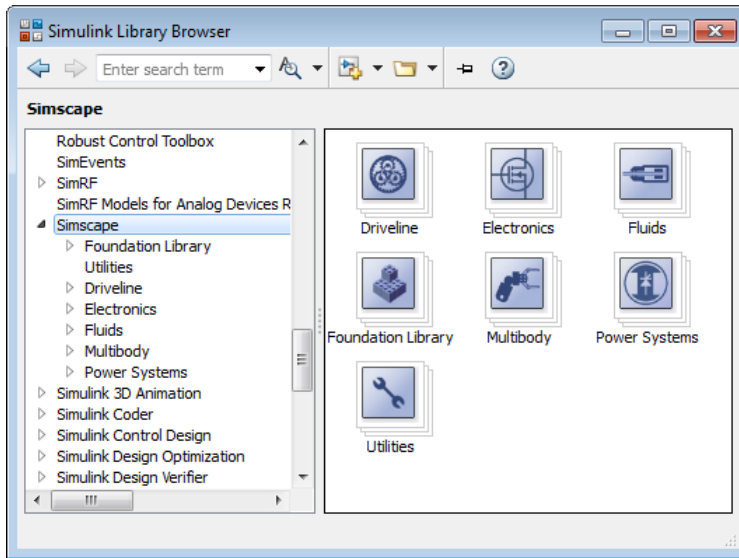 Simulink Library Browser
Enter search term
Simscape
Robust Control Toolbox
SimEvents
SimRF
SimRF Models for Analog Devices R
Simscape
Foundation Library
Utilities
Driveline
Electronics
Fluids
Multibody
Power Systems
Simulink 3D Animation
Simulink Coder
Simulink Control Design
Simulink Design Optimization
Simulink Design Verifier
Driveline Electronics Fluids
Foundation Library Multibody Power Systems
Utilities